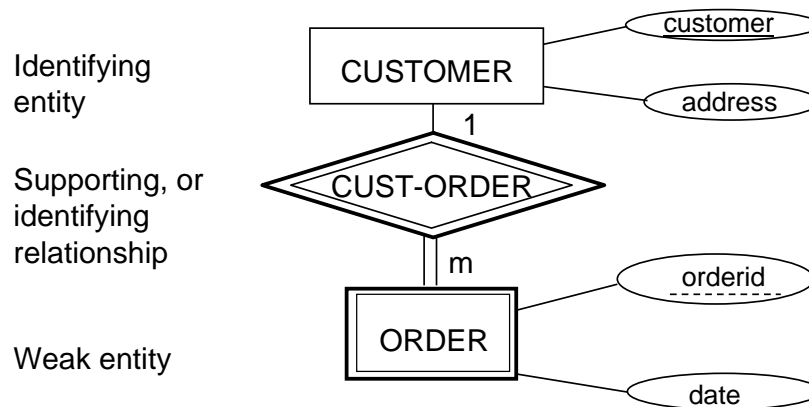 customer
Identifying
entity
CUSTOMER
address
1
Supporting, or
identifying
relationship
CUST-ORDER
m
orderid
Weak entity
ORDER
date